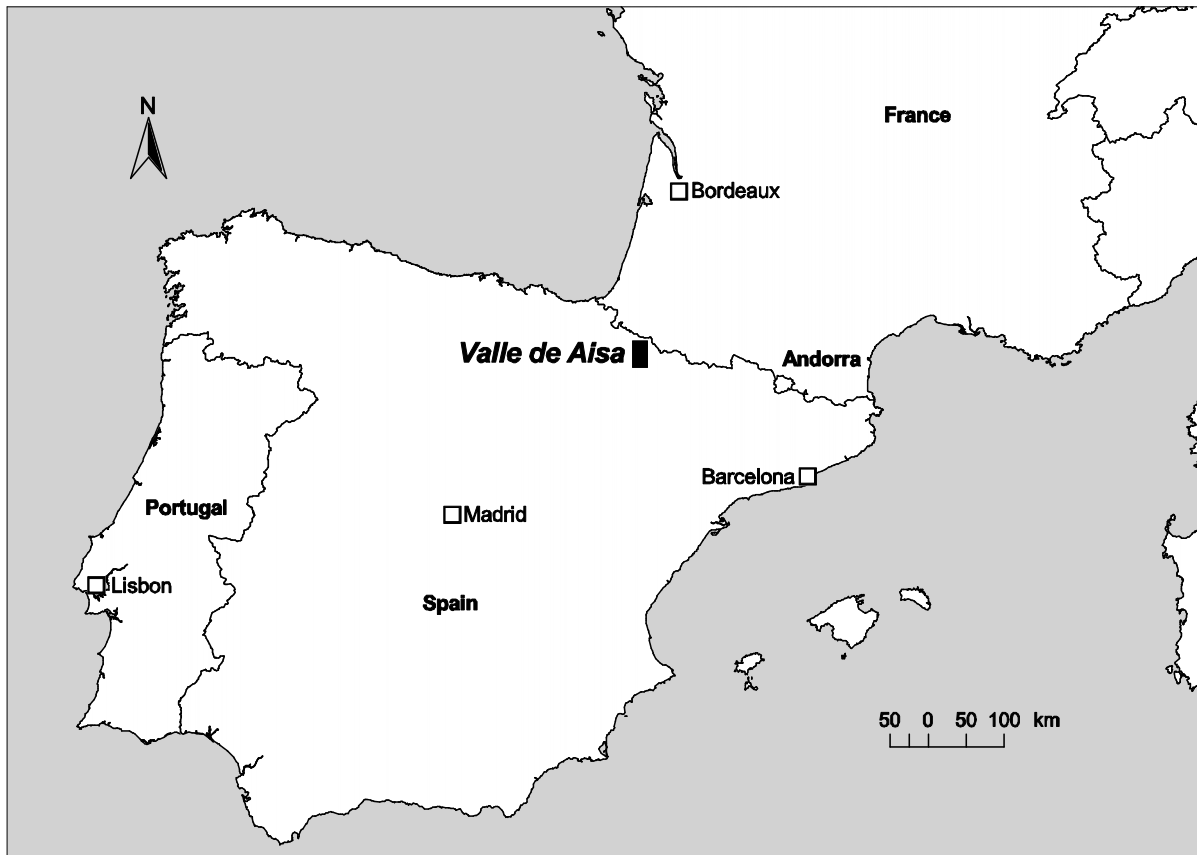 N
France
Bordeaux
Valle de Aisa
Andorra
Barcelona
Portugal
Madrid
Lisbon
Spain
50 0 50 100 km